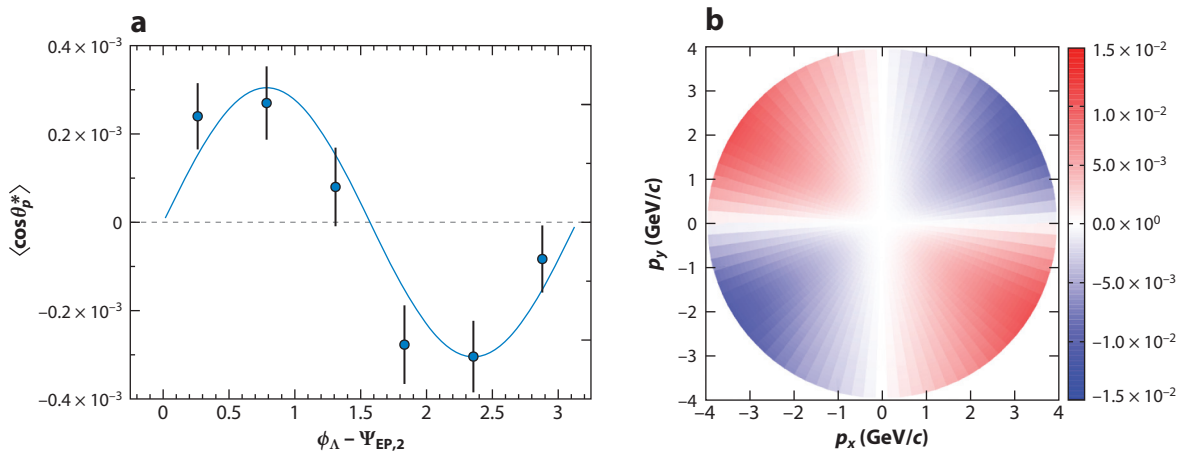 a
0.4 × 10⁻³
0.2 × 10⁻³
0
−0.2 × 10⁻³
−0.4 × 10⁻³
⟨cosθp*⟩
0 0.5 1 1.5 2 2.5 3
ϕΛ – ΨEP,2
b
4
3
2
1
0
−1
−2
−3
−4
py (GeV/c)
−4 −3 −2 −1 0 1 2 3 4
px (GeV/c)
1.5 × 10⁻²
1.0 × 10⁻²
5.0 × 10⁻³
0.0 × 10⁰
−5.0 × 10⁻³
−1.0 × 10⁻²
−1.5 × 10⁻²